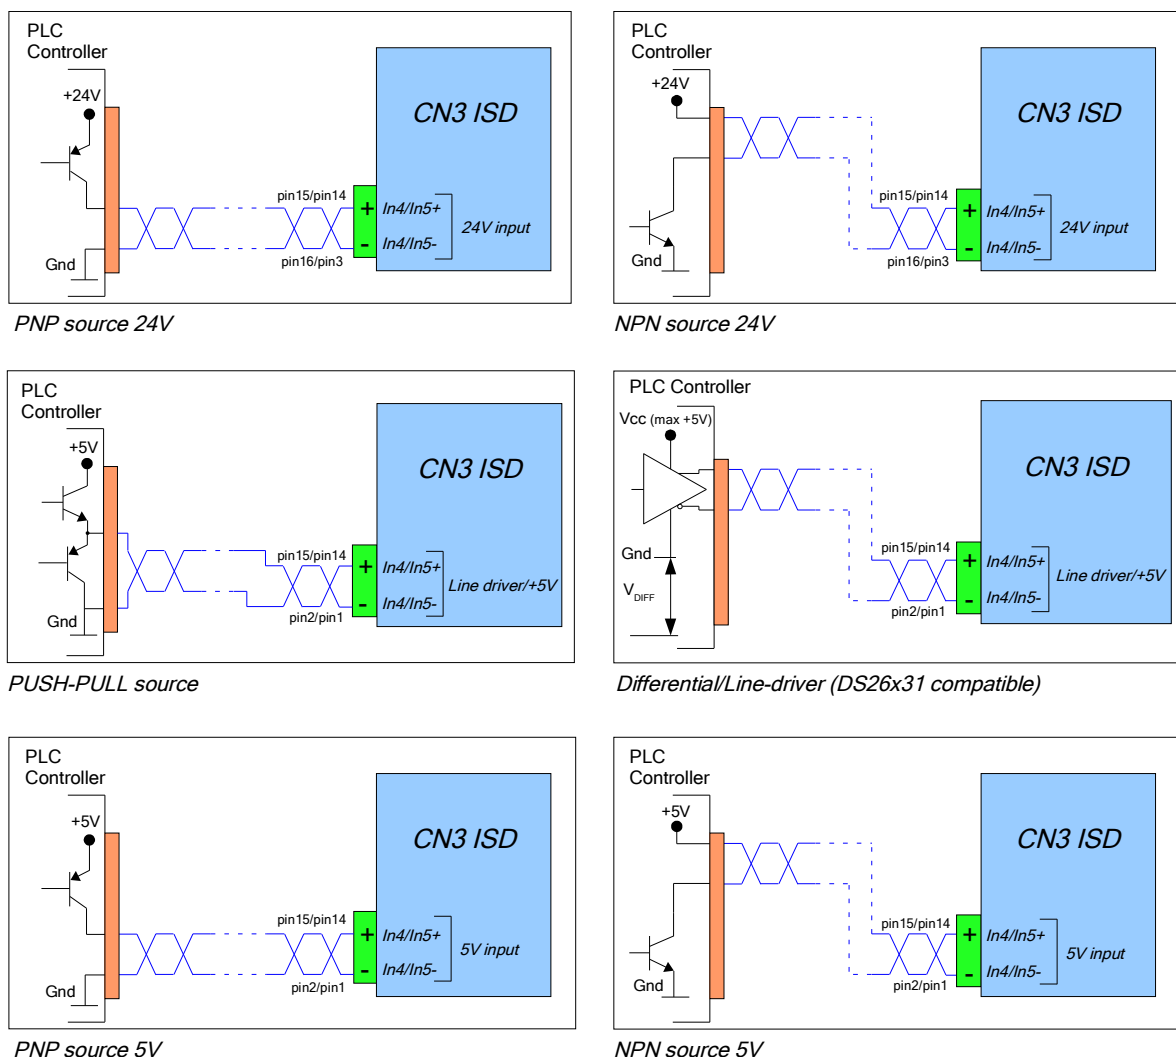 PLC
Controller
+24V
CN3 ISD
pin15/pin14
+
In4/In5+
24V input
-
In4/In5-
Gnd
pin16/pin3
PNP source 24V
PLC
Controller
+24V
CN3 ISD
pin15/pin14
+
In4/In5+
24V input
-
In4/In5-
Gnd
pin16/pin3
NPN source 24V
PLC
Controller
+5V
CN3 ISD
pin15/pin14
+
In4/In5+
Line driver/+5V
-
In4/In5-
Gnd
pin2/pin1
PUSH-PULL source
PLC Controller
Vcc (max +5V)
CN3 ISD
Gnd
pin15/pin14
+
In4/In5+
Line driver/+5V
VDIFF
-
In4/In5-
pin2/pin1
Differential/Line-driver (DS26x31 compatible)
PLC
Controller
+5V
CN3 ISD
pin15/pin14
+
In4/In5+
5V input
-
In4/In5-
Gnd
pin2/pin1
PNP source 5V
PLC
Controller
+5V
CN3 ISD
pin15/pin14
+
In4/In5+
5V input
-
In4/In5-
Gnd
pin2/pin1
NPN source 5V